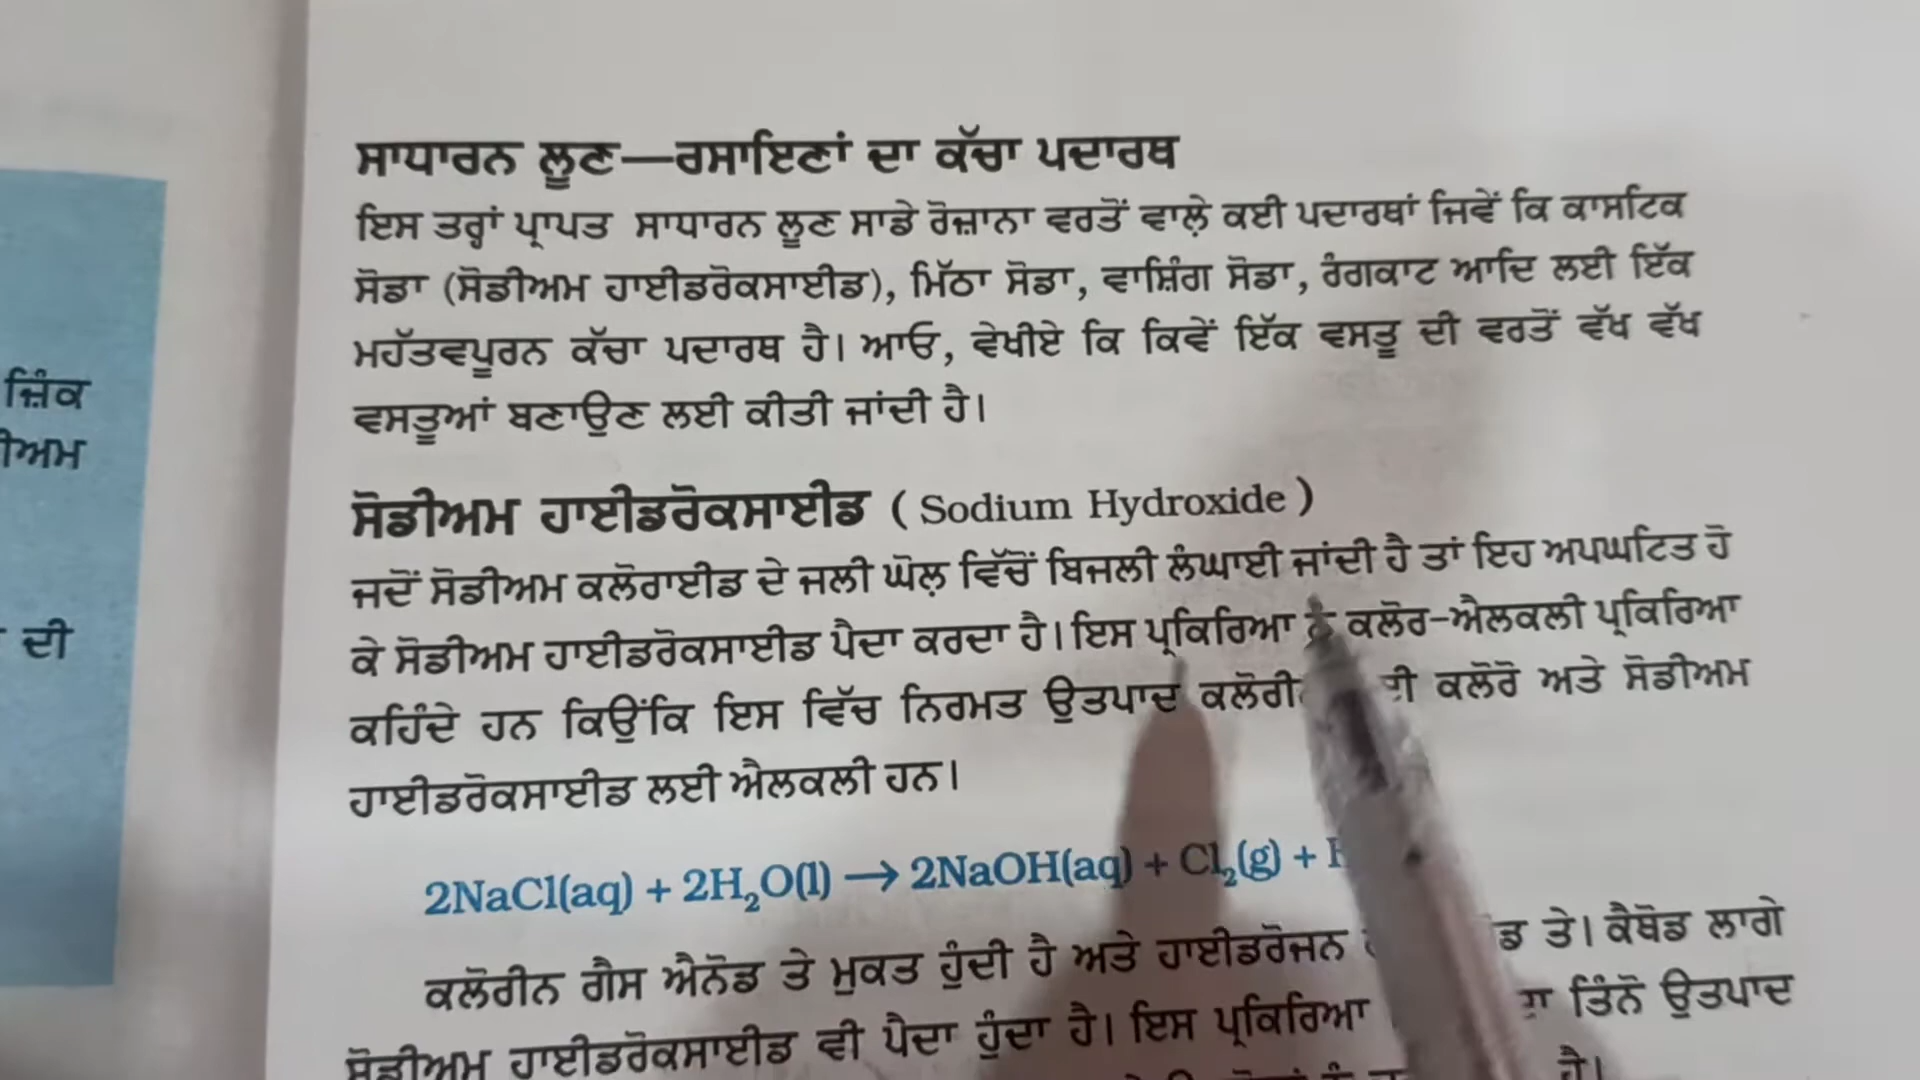 ਸਾਧਾਰਨ ਲੂਣ—ਰਸਾਇਣਾਂ ਦਾ ਕੱਚਾ ਪਦਾਰਥ
ਇਸ ਤਰ੍ਹਾਂ ਪ੍ਰਾਪਤ ਸਾਧਾਰਨ ਲੂਣ ਸਾਡੇ ਰੋਜ਼ਾਨਾ ਵਰਤੋਂ ਵਾਲ਼ੇ ਕਈ ਪਦਾਰਥਾਂ ਜਿਵੇਂ ਕਿ ਕਾਸਟਿਕ
ਸੋਡਾ (ਸੋਡੀਅਮ ਹਾਈਡਰੋਕਸਾਈਡ), ਮਿੱਠਾ ਸੋਡਾ, ਵਾਸ਼ਿੰਗ ਸੋਡਾ, ਰੰਗਕਾਟ ਆਦਿ ਲਈ ਇੱਕ
ਮਹੱਤਵਪੂਰਨ ਕੱਚਾ ਪਦਾਰਥ ਹੈ। ਆਓ, ਵੇਖੀਏ ਕਿ ਕਿਵੇਂ ਇੱਕ ਵਸਤੂ ਦੀ ਵਰਤੋਂ ਵੱਖ ਵੱਖ
ਵਸਤੂਆਂ ਬਣਾਉਣ ਲਈ ਕੀਤੀ ਜਾਂਦੀ ਹੈ।
ਜ਼ਿੰਕ
ੀਅਮ
ਦੀ
ਸੋਡੀਅਮ ਹਾਈਡਰੋਕਸਾਈਡ ( Sodium Hydroxide )
ਜਦੋਂ ਸੋਡੀਅਮ ਕਲੋਰਾਈਡ ਦੇ ਜਲੀ ਘੋਲ਼ ਵਿੱਚੋਂ ਬਿਜਲੀ ਲੰਘਾਈ ਜਾਂਦੀ ਹੈ ਤਾਂ ਇਹ ਅਪਘਟਿਤ ਹੋ
ਕੇ ਸੋਡੀਅਮ ਹਾਈਡਰੋਕਸਾਈਡ ਪੈਦਾ ਕਰਦਾ ਹੈ। ਇਸ ਪ੍ਰਕਿਰਿਆ ਨੂੰ ਕਲੋਰ-ਐਲਕਲੀ ਪ੍ਰਕਿਰਿਆ
ਕਹਿੰਦੇ ਹਨ ਕਿਉਂਕਿ ਇਸ ਵਿੱਚ ਨਿਰਮਤ ਉਤਪਾਦ ਕਲੋਰੀ ਕਲੋਰੋ ਅਤੇ ਸੋਡੀਅਮ
ਹਾਈਡਰੋਕਸਾਈਡ ਲਈ ਐਲਕਲੀ ਹਨ।
2NaCl(aq) + 2H₂O(l) → 2NaOH(aq) + Cl₂(g) +
ਕਲੋਰੀਨ ਗੈਸ ਐਨੋਡ ਤੇ ਮੁਕਤ ਹੁੰਦੀ ਹੈ ਅਤੇ ਹਾਈਡਰੋਜਨ ਡ ਤੇ। ਕੈਥੋਡ ਲਾਗੇ
ਸੋਡੀਅਮ ਹਾਈਡਰੋਕਸਾਈਡ ਵੀ ਪੈਦਾ ਹੁੰਦਾ ਹੈ। ਇਸ ਪ੍ਰਕਿਰਿਆ ਤਿੰਨੋ ਉਤਪਾਦ
ਹੈ।